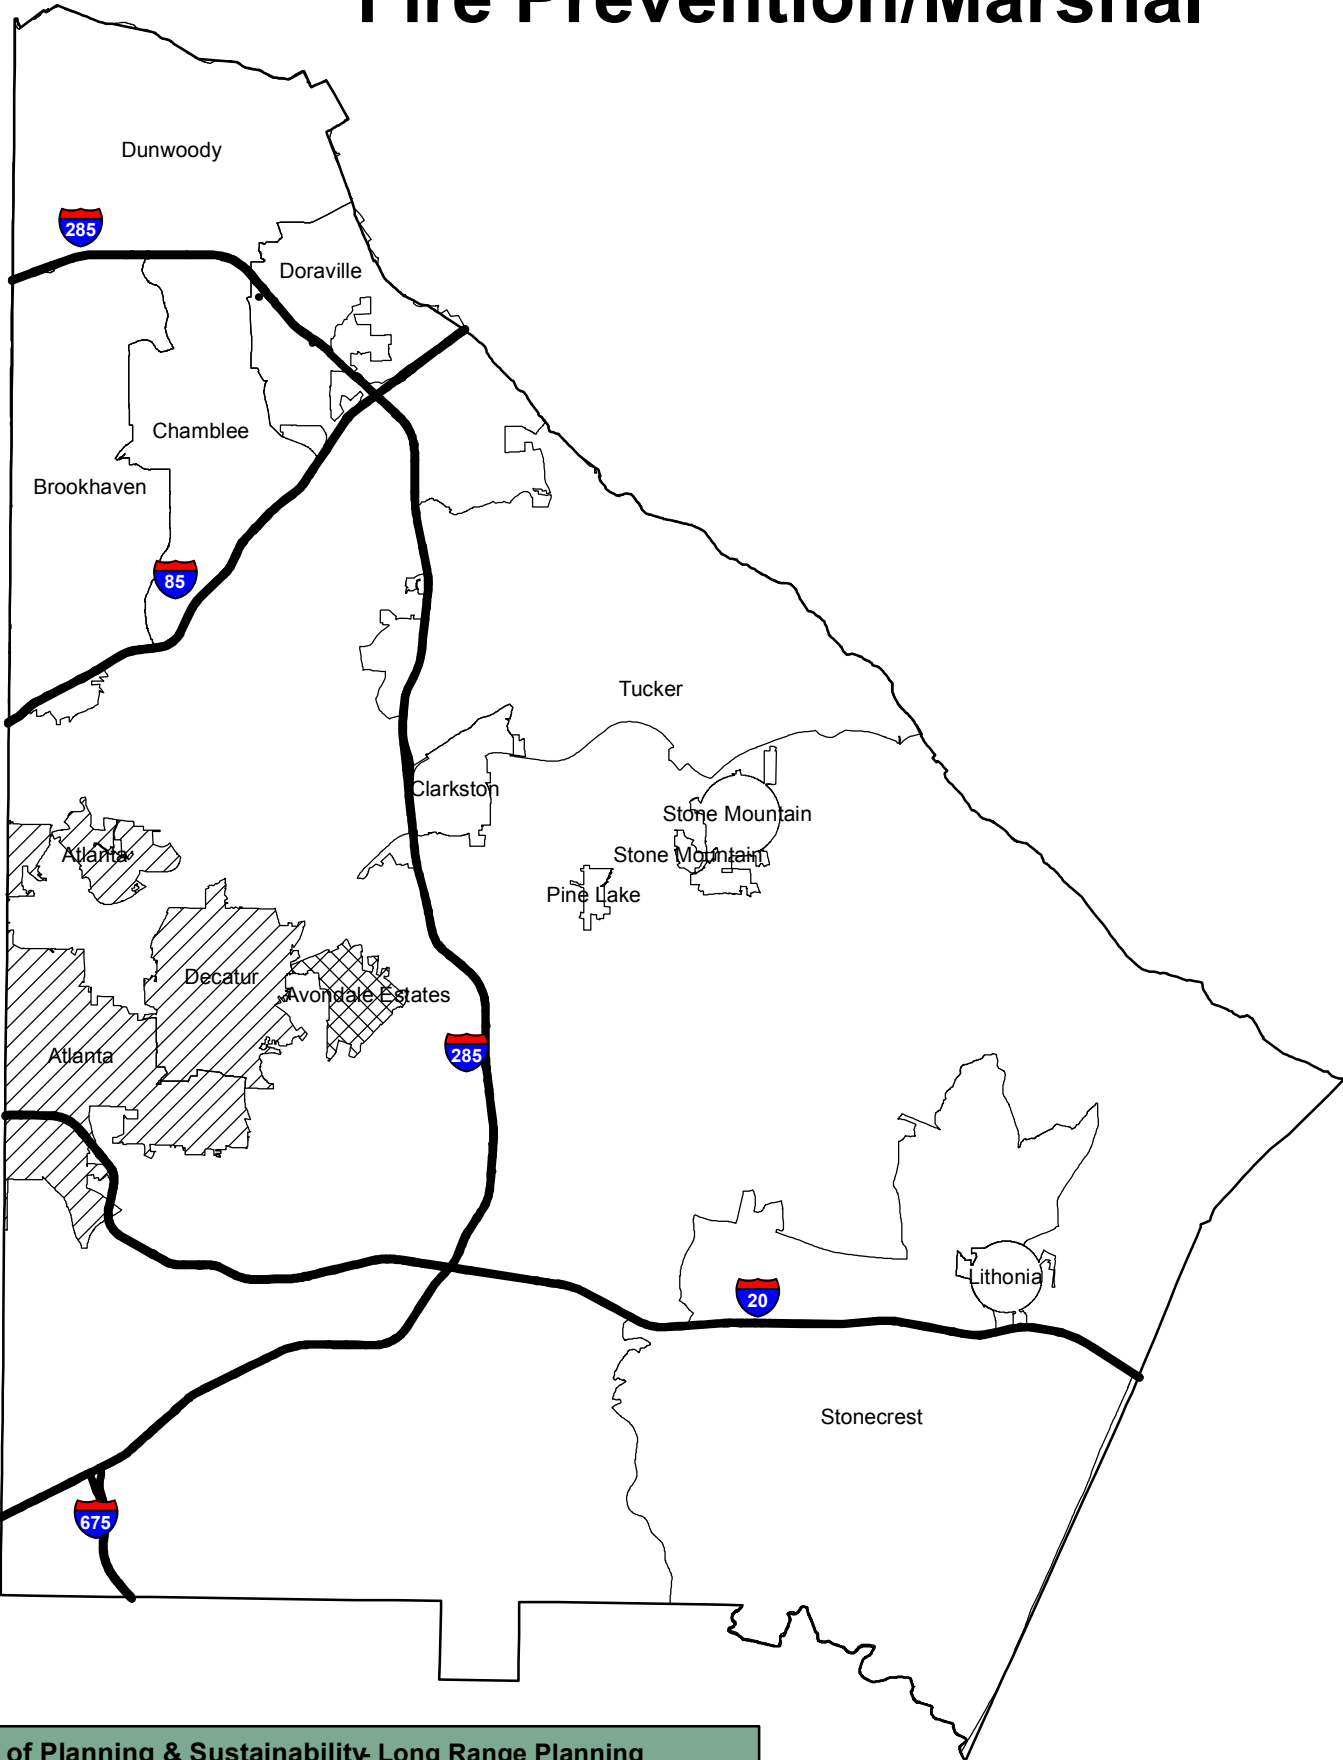 Fire Prevention/Marshal
Dunwoody
285
Doraville
Chamblee
Brookhaven
85
Tucker
Clarkston
Stone Mountain
Atlanta
Stone Mountain
Pine Lake
Decatur
Avondale Estates
Atlanta
285
Lithonia
20
Stonecrest
675
of Planning & Sustainability- Long Range Planning